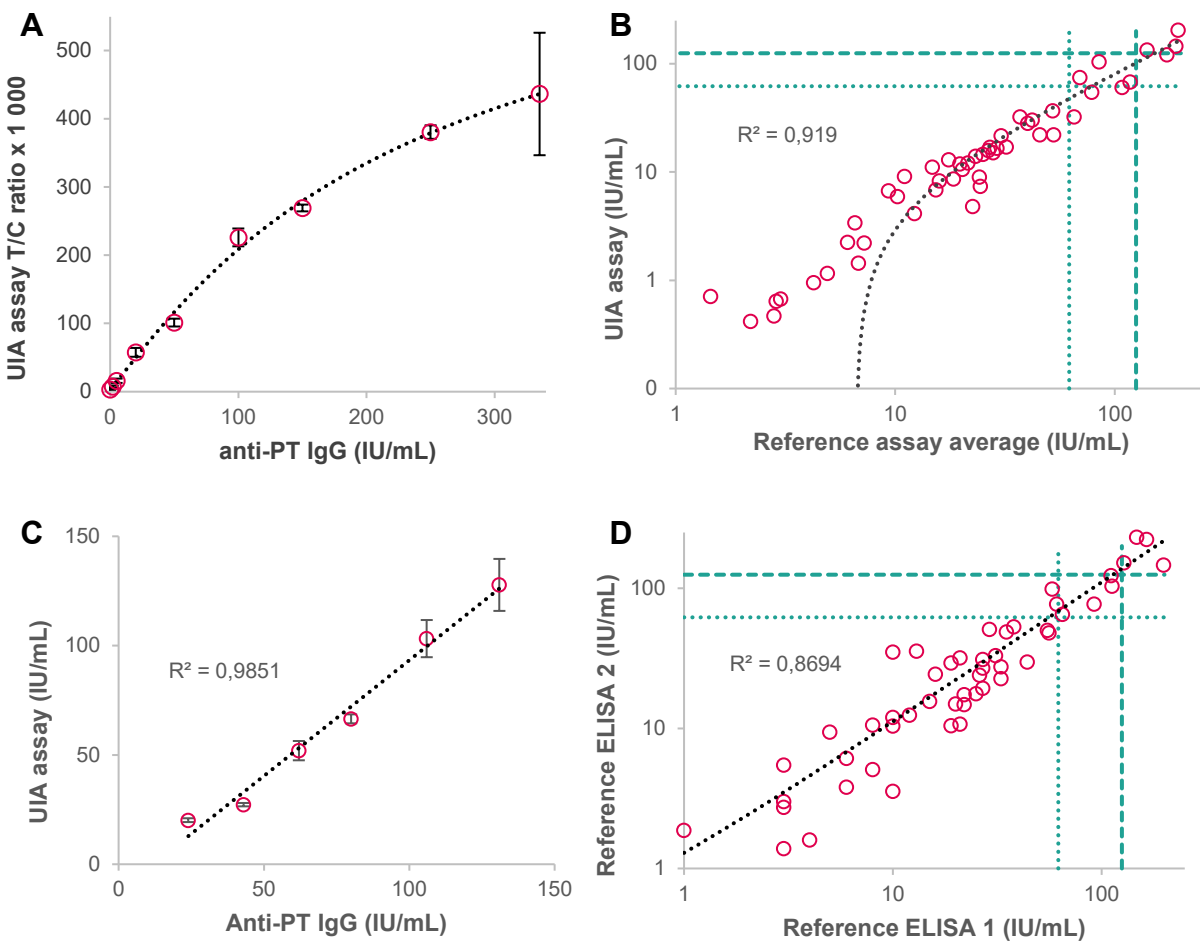 A
UIA assay T/C ratio x 1 000
500
400
300
200
100
0
0
100
200
300
anti-PT IgG (IU/mL)
B
UIA assay (IU/mL)
100
10
1
0
R² = 0,919
1
10
100
Reference assay average (IU/mL)
C
UIA assay (IU/mL)
150
100
50
0
R² = 0,9851
0
50
100
150
Anti-PT IgG (IU/mL)
D
Reference ELISA 2 (IU/mL)
100
10
1
R² = 0,8694
1
10
100
Reference ELISA 1 (IU/mL)